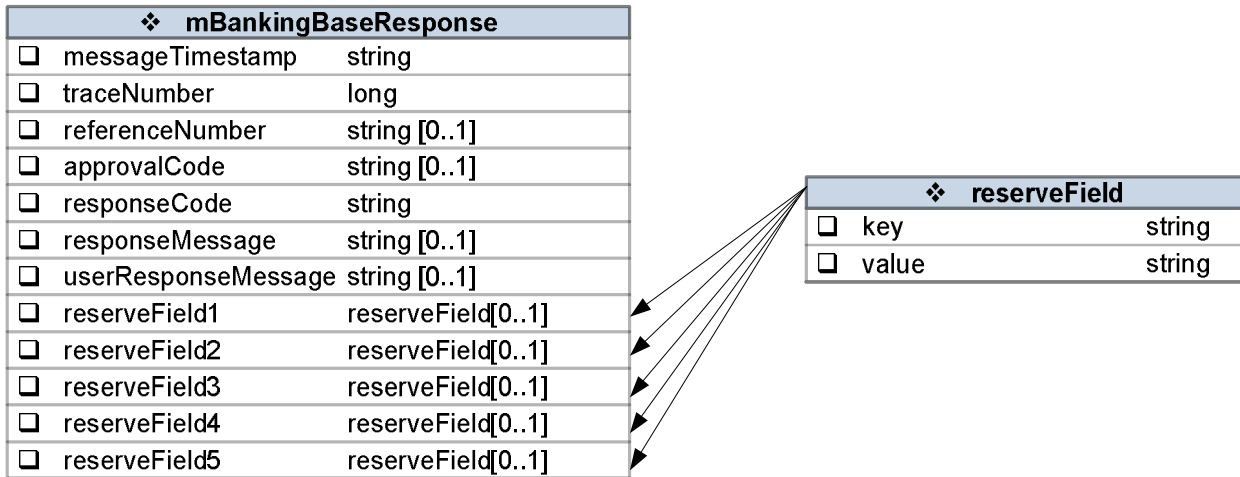 ❖ mBankingBaseResponse
❑ messageTimestamp string
❑ traceNumber long
❑ referenceNumber string [0..1]
❑ approvalCode string [0..1]
❑ responseCode string
❑ responseMessage string [0..1]
❑ userResponseMessage string [0..1]
❑ reserveField1 reserveField[0..1]
❑ reserveField2 reserveField[0..1]
❑ reserveField3 reserveField[0..1]
❑ reserveField4 reserveField[0..1]
❑ reserveField5 reserveField[0..1]
❖ reserveField
❑ key string
❑ value string